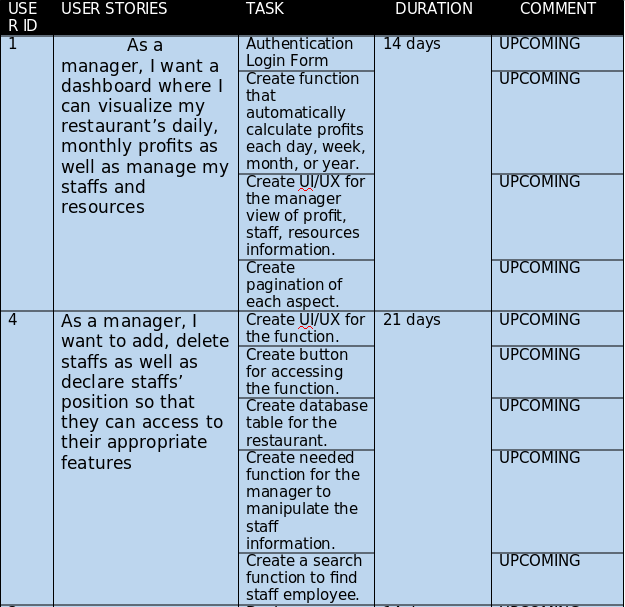 USE USER STORIES TASK DURATION COMMENT
R ID
1 As a Authentication 14 days UPCOMING
manager, I want a Login Form
dashboard where I Create function UPCOMING
can visualize my that
restaurant's daily, automatically
monthly profits as calculate profits
well as manage my each day, week,
staffs and month, or year.
resources Create UI/UX for UPCOMING
the manager
view of profit,
staff, resources
information.
Create UPCOMING
pagination of
each aspect.
4 As a manager, I Create UI/UX for 21 days UPCOMING
want to add, delete the function.
staffs as well as Create button UPCOMING
declare staffs' for accessing
position so that the function.
they can access to Create database UPCOMING
their appropriate table for the
features restaurant.
Create needed UPCOMING
function for the
manager to
manipulate the
staff
information.
Create a search UPCOMING
function to find
staff employee.